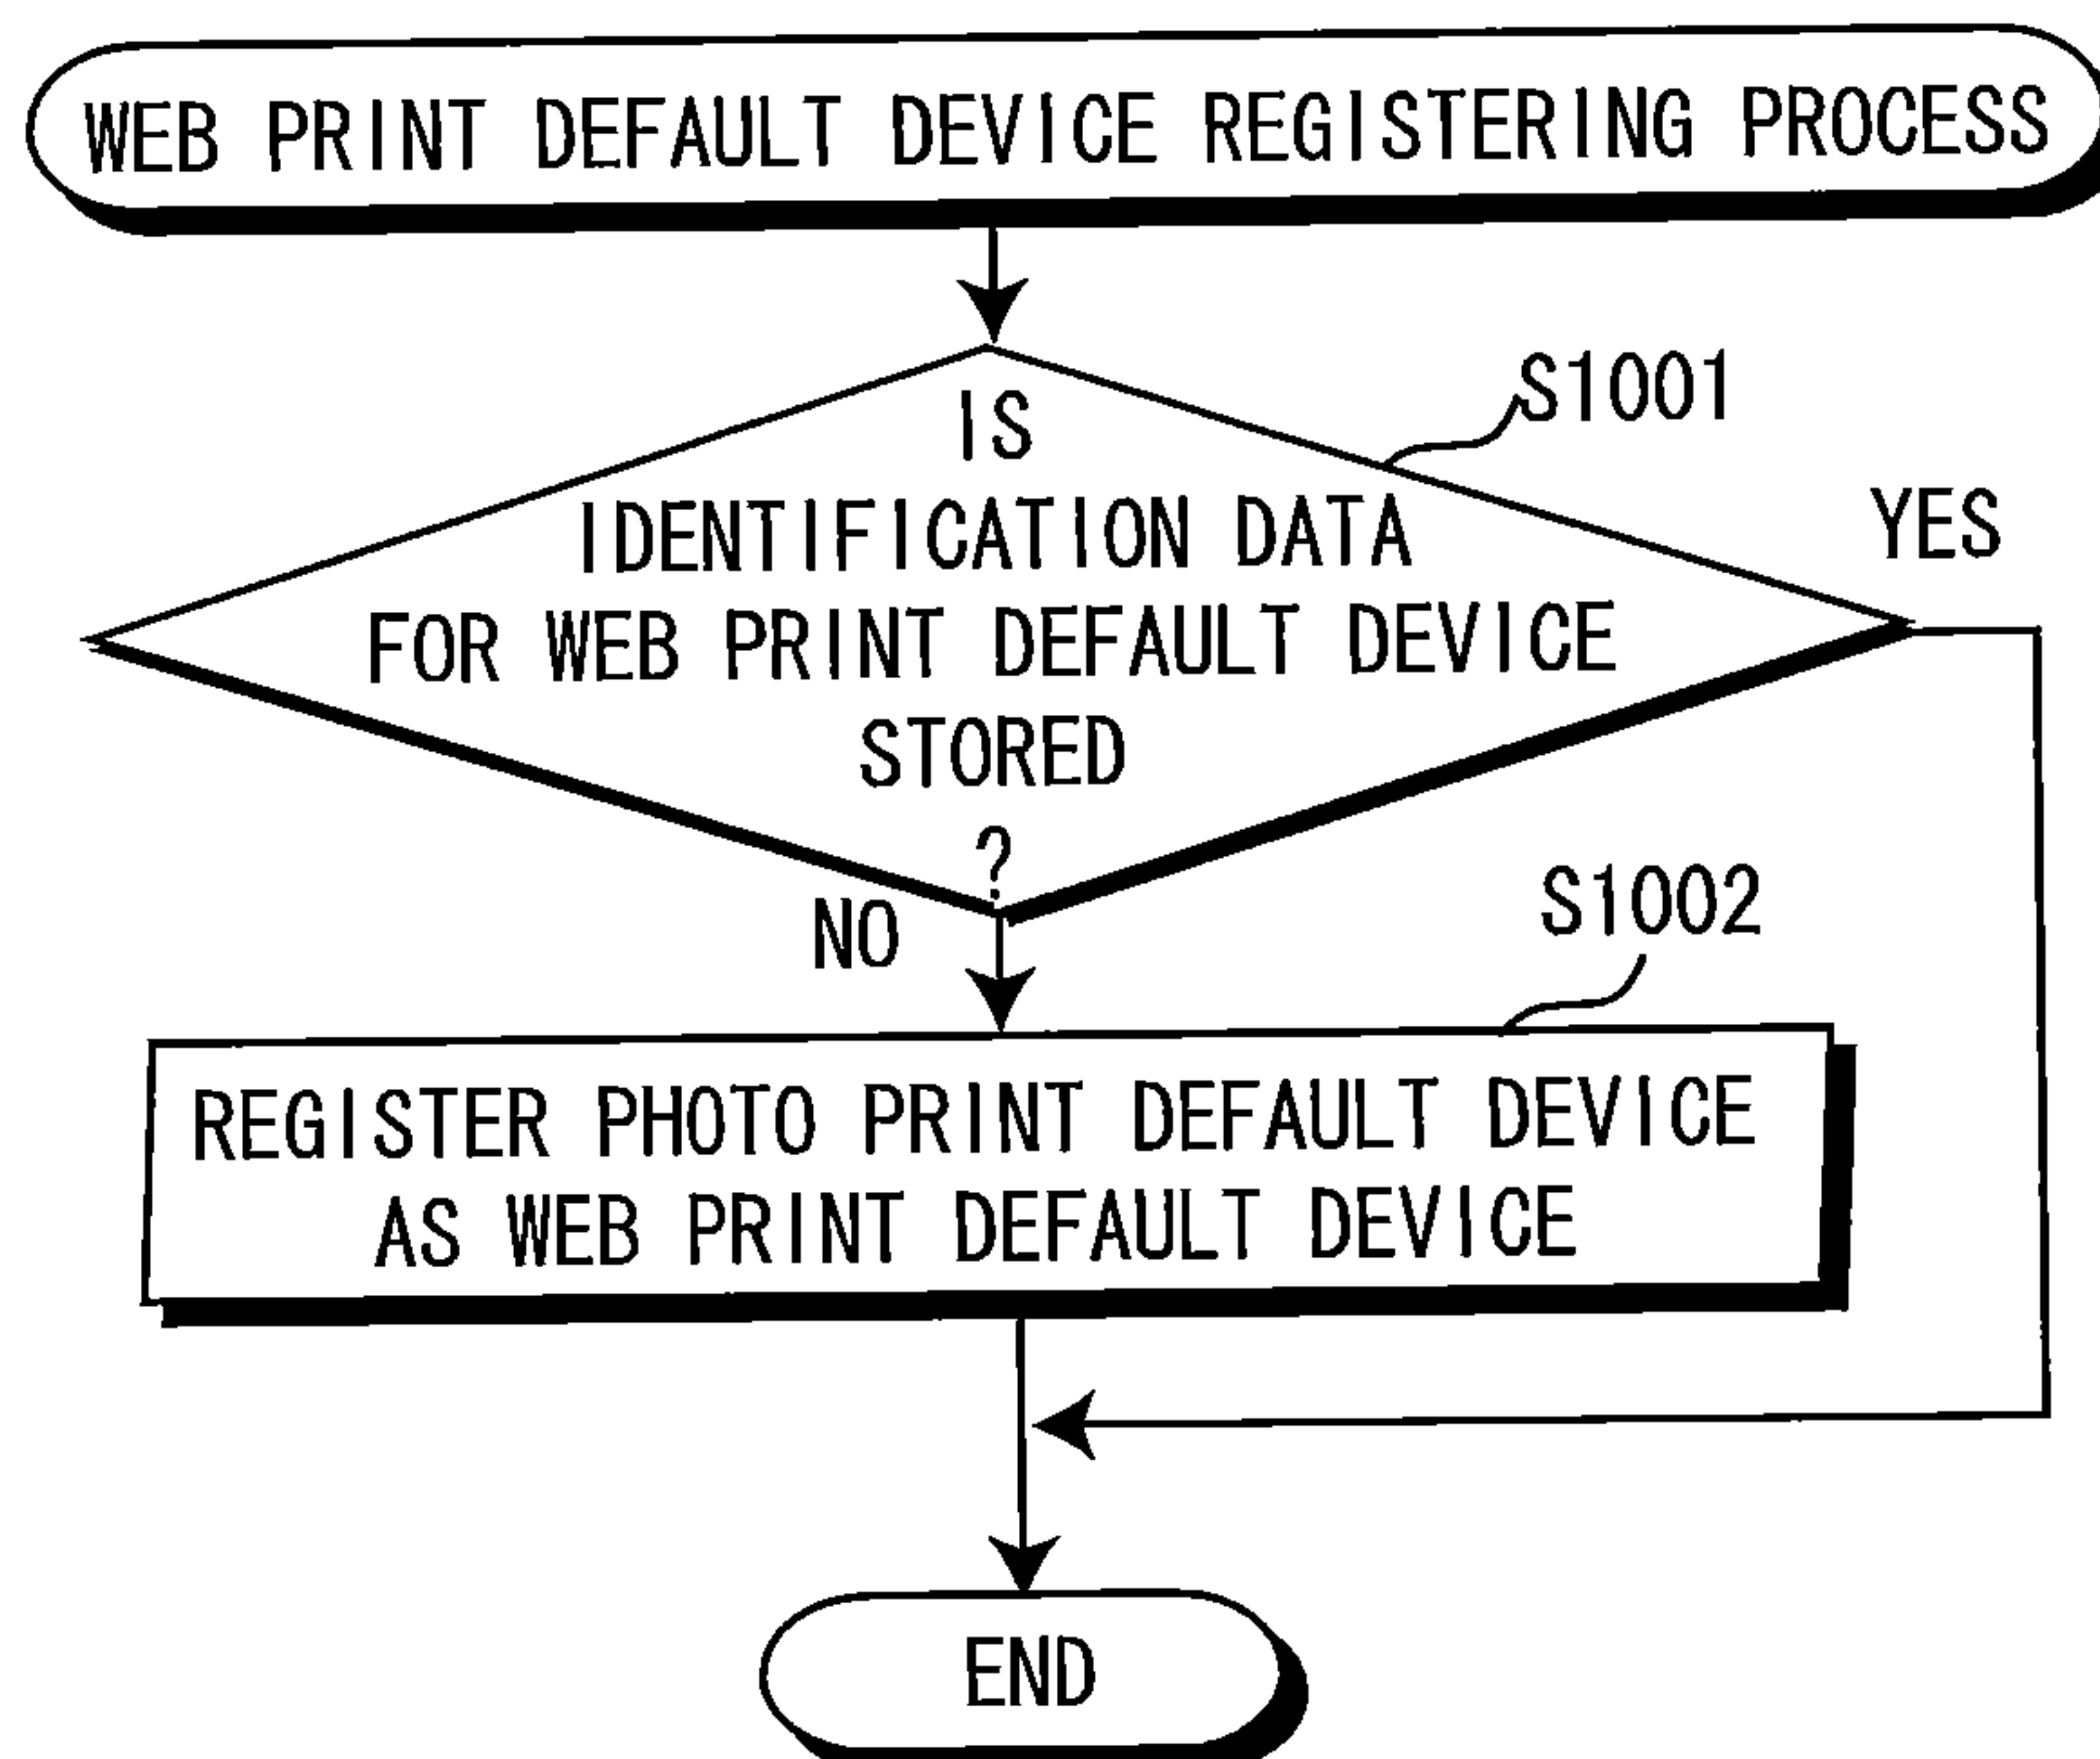 WEB PRINT DEFAULT DEVICE REGISTERING PROCESS
S1001
IS
IDENTIFICATION DATA
FOR WEB PRINT DEFAULT DEVICE
STORED
?
YES
NO
S1002
REGISTER PHOTO PRINT DEFAULT DEVICE
AS WEB PRINT DEFAULT DEVICE
END